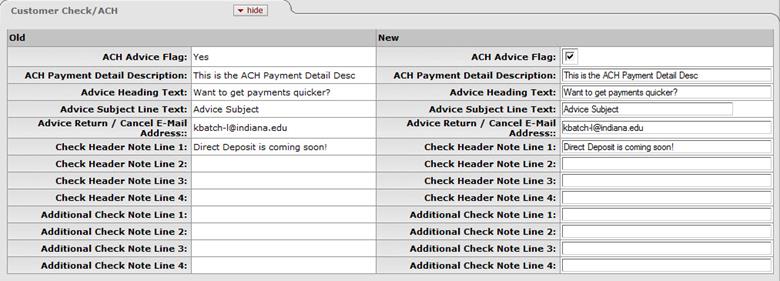 Customer Check/ACH hide
Old New
ACH Advice Flag: Yes ACH Advice Flag:
ACH Payment Detail Description: This is the ACH Payment Detail Desc ACH Payment Detail Description: This is the ACH Payment Detail Desc
Advice Heading Text: Want to get payments quicker? Advice Heading Text: Want to get payments quicker?
Advice Subject Line Text: Advice Subject Advice Subject Line Text: Advice Subject
Advice Return / Cancel E-Mail Address:: kbatch-l@indiana.edu Advice Return / Cancel E-Mail Address:: kbatch-l@indiana.edu
Check Header Note Line 1: Direct Deposit is coming soon! Check Header Note Line 1: Direct Deposit is coming soon!
Check Header Note Line 2: Check Header Note Line 2:
Check Header Note Line 3: Check Header Note Line 3:
Check Header Note Line 4: Check Header Note Line 4:
Additional Check Note Line 1: Additional Check Note Line 1:
Additional Check Note Line 2: Additional Check Note Line 2:
Additional Check Note Line 3: Additional Check Note Line 3:
Additional Check Note Line 4: Additional Check Note Line 4: